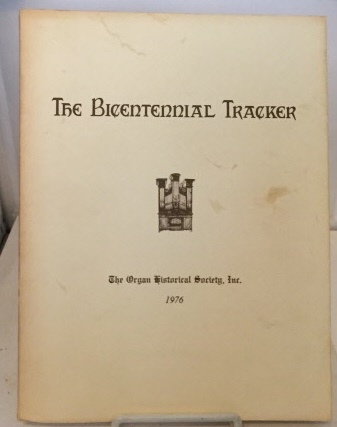 The Bicentennial Tracker
The Organ Historical Society, Inc.
1976